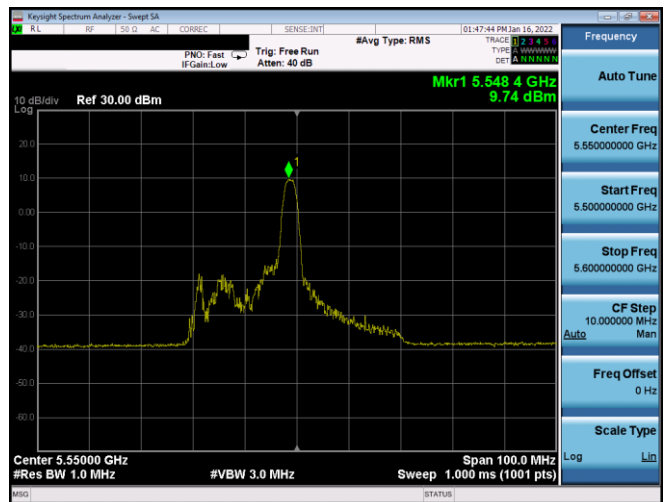 Keysight Spectrum Analyzer - Swept SA
RL RF 50 Ω AC CORREC SENSE:INT 01:47:44 PM Jan 16, 2022
#Avg Type: RMS TRACE 1 2 3 4 5 6
PNO: Fast Trig: Free Run TYPE A WWWWW
IFGain:Low Atten: 40 dB DET A N N N N N
Mkr1 5.548 4 GHz
10 dB/div Ref 30.00 dBm 9.74 dBm
Log
1
20.0
10.0
0.00
-10.0
-20.0
-30.0
-40.0
-50.0
-60.0
Center 5.55000 GHz Span 100.0 MHz
#Res BW 1.0 MHz #VBW 3.0 MHz Sweep 1.000 ms (1001 pts)
MSG STATUS
Frequency
Auto Tune
Center Freq
5.550000000 GHz
Start Freq
5.500000000 GHz
Stop Freq
5.600000000 GHz
CF Step
10.000000 MHz
Auto Man
Freq Offset
0 Hz
Scale Type
Log Lin